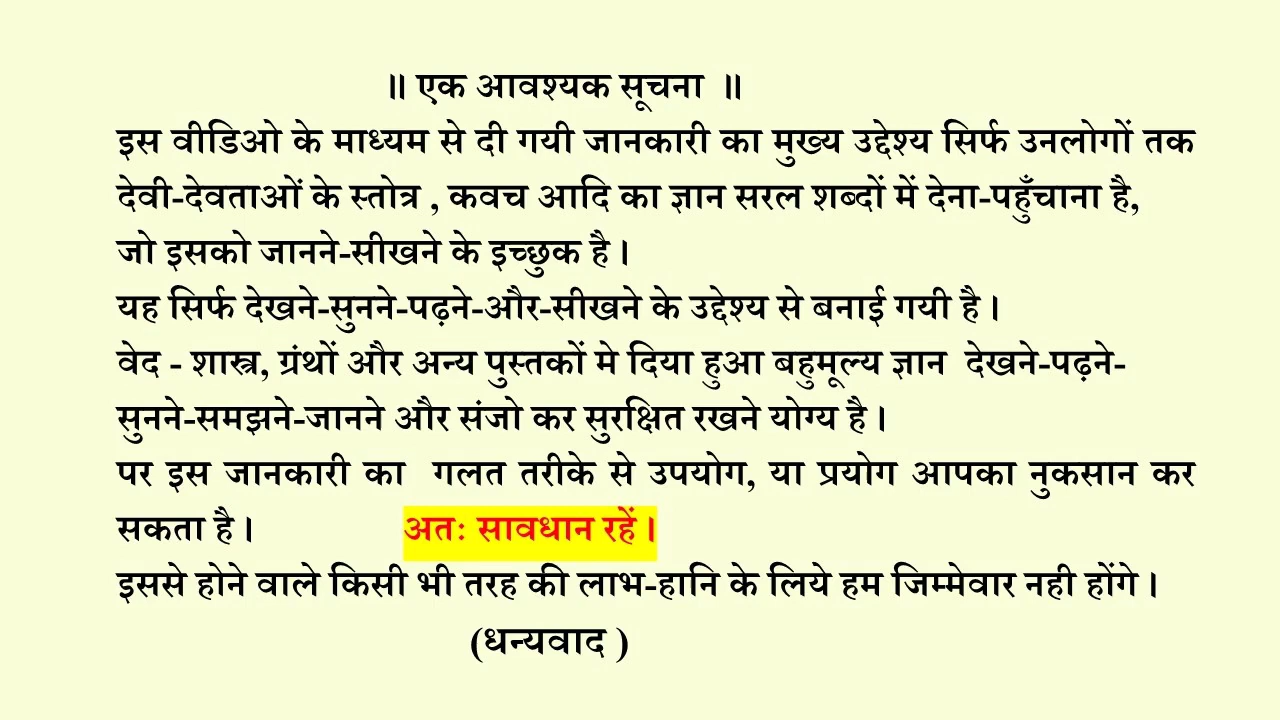 ॥ एक आवश्यक सूचना ॥
इस वीडिओ के माध्यम से दी गयी जानकारी का मुख्य उद्देश्य सिर्फ उनलोगों तक
देवी-देवताओं के स्तोत्र , कवच आदि का ज्ञान सरल शब्दों में देना-पहुँचाना है,
जो इसको जानने-सीखने के इच्छुक है।
यह सिर्फ देखने-सुनने-पढ़ने-और-सीखने के उद्देश्य से बनाई गयी है।
वेद - शास्त्र, ग्रंथों और अन्य पुस्तकों मे दिया हुआ बहुमूल्य ज्ञान देखने-पढ़ने-
सुनने-समझने-जानने और संजो कर सुरक्षित रखने योग्य है।
पर इस जानकारी का गलत तरीके से उपयोग, या प्रयोग आपका नुकसान कर
सकता है। अतः सावधान रहें।
इससे होने वाले किसी भी तरह की लाभ-हानि के लिये हम जिम्मेवार नही होंगे।
(धन्यवाद )